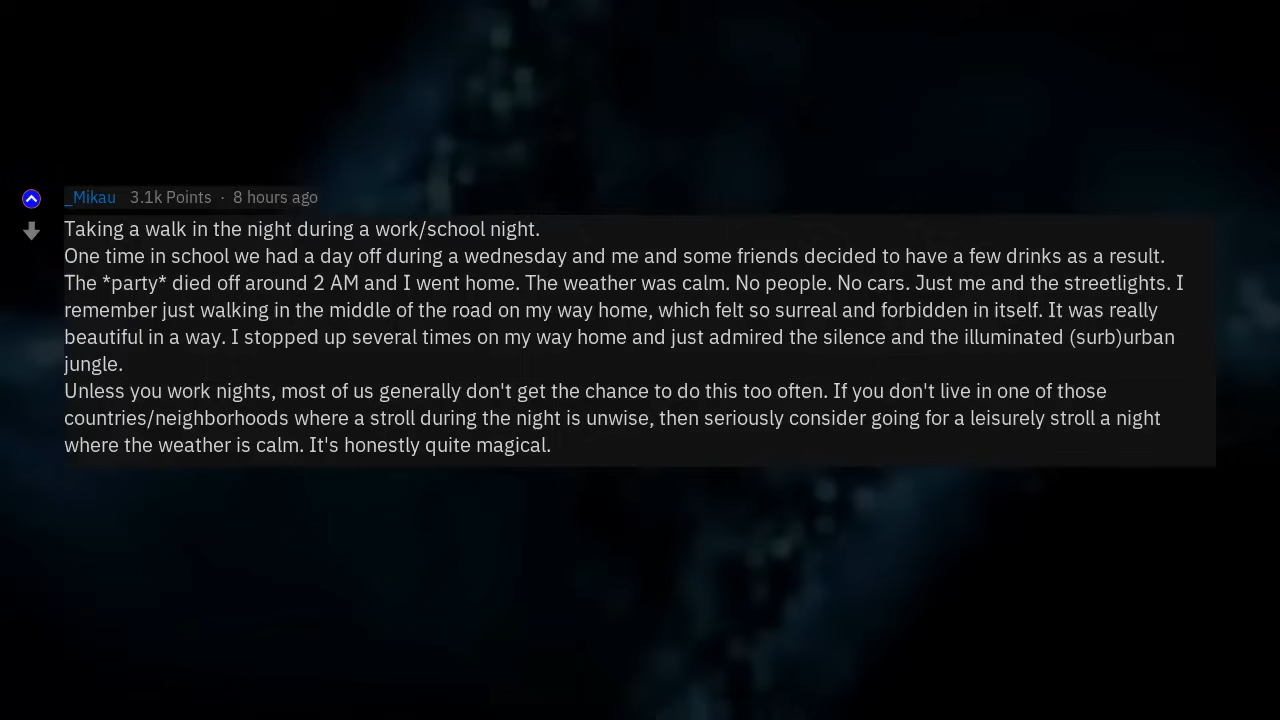 _Mikau 3.1k Points · 8 hours ago
Taking a walk in the night during a work/school night.
One time in school we had a day off during a wednesday and me and some friends decided to have a few drinks as a result.
The *party* died off around 2 AM and I went home. The weather was calm. No people. No cars. Just me and the streetlights. I
remember just walking in the middle of the road on my way home, which felt so surreal and forbidden in itself. It was really
beautiful in a way. I stopped up several times on my way home and just admired the silence and the illuminated (surb)urban
jungle.
Unless you work nights, most of us generally don't get the chance to do this too often. If you don't live in one of those
countries/neighborhoods where a stroll during the night is unwise, then seriously consider going for a leisurely stroll a night
where the weather is calm. It's honestly quite magical.